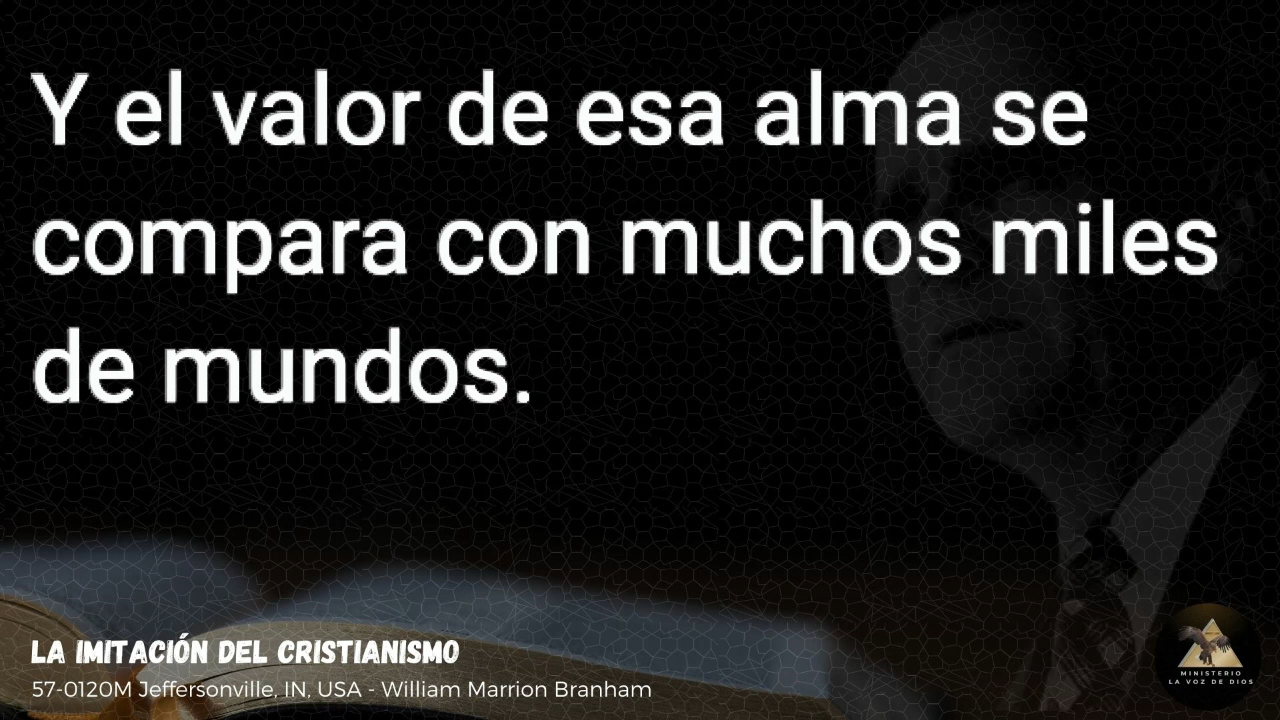 Y el valor de esa alma se
compara con muchos miles
de mundos.
LA IMITACIÓN DEL CRISTIANISMO
57-0120M Jeffersonville, IN, USA - William Marrion Branham
MINISTERIO
LA VOZ DE DIOS